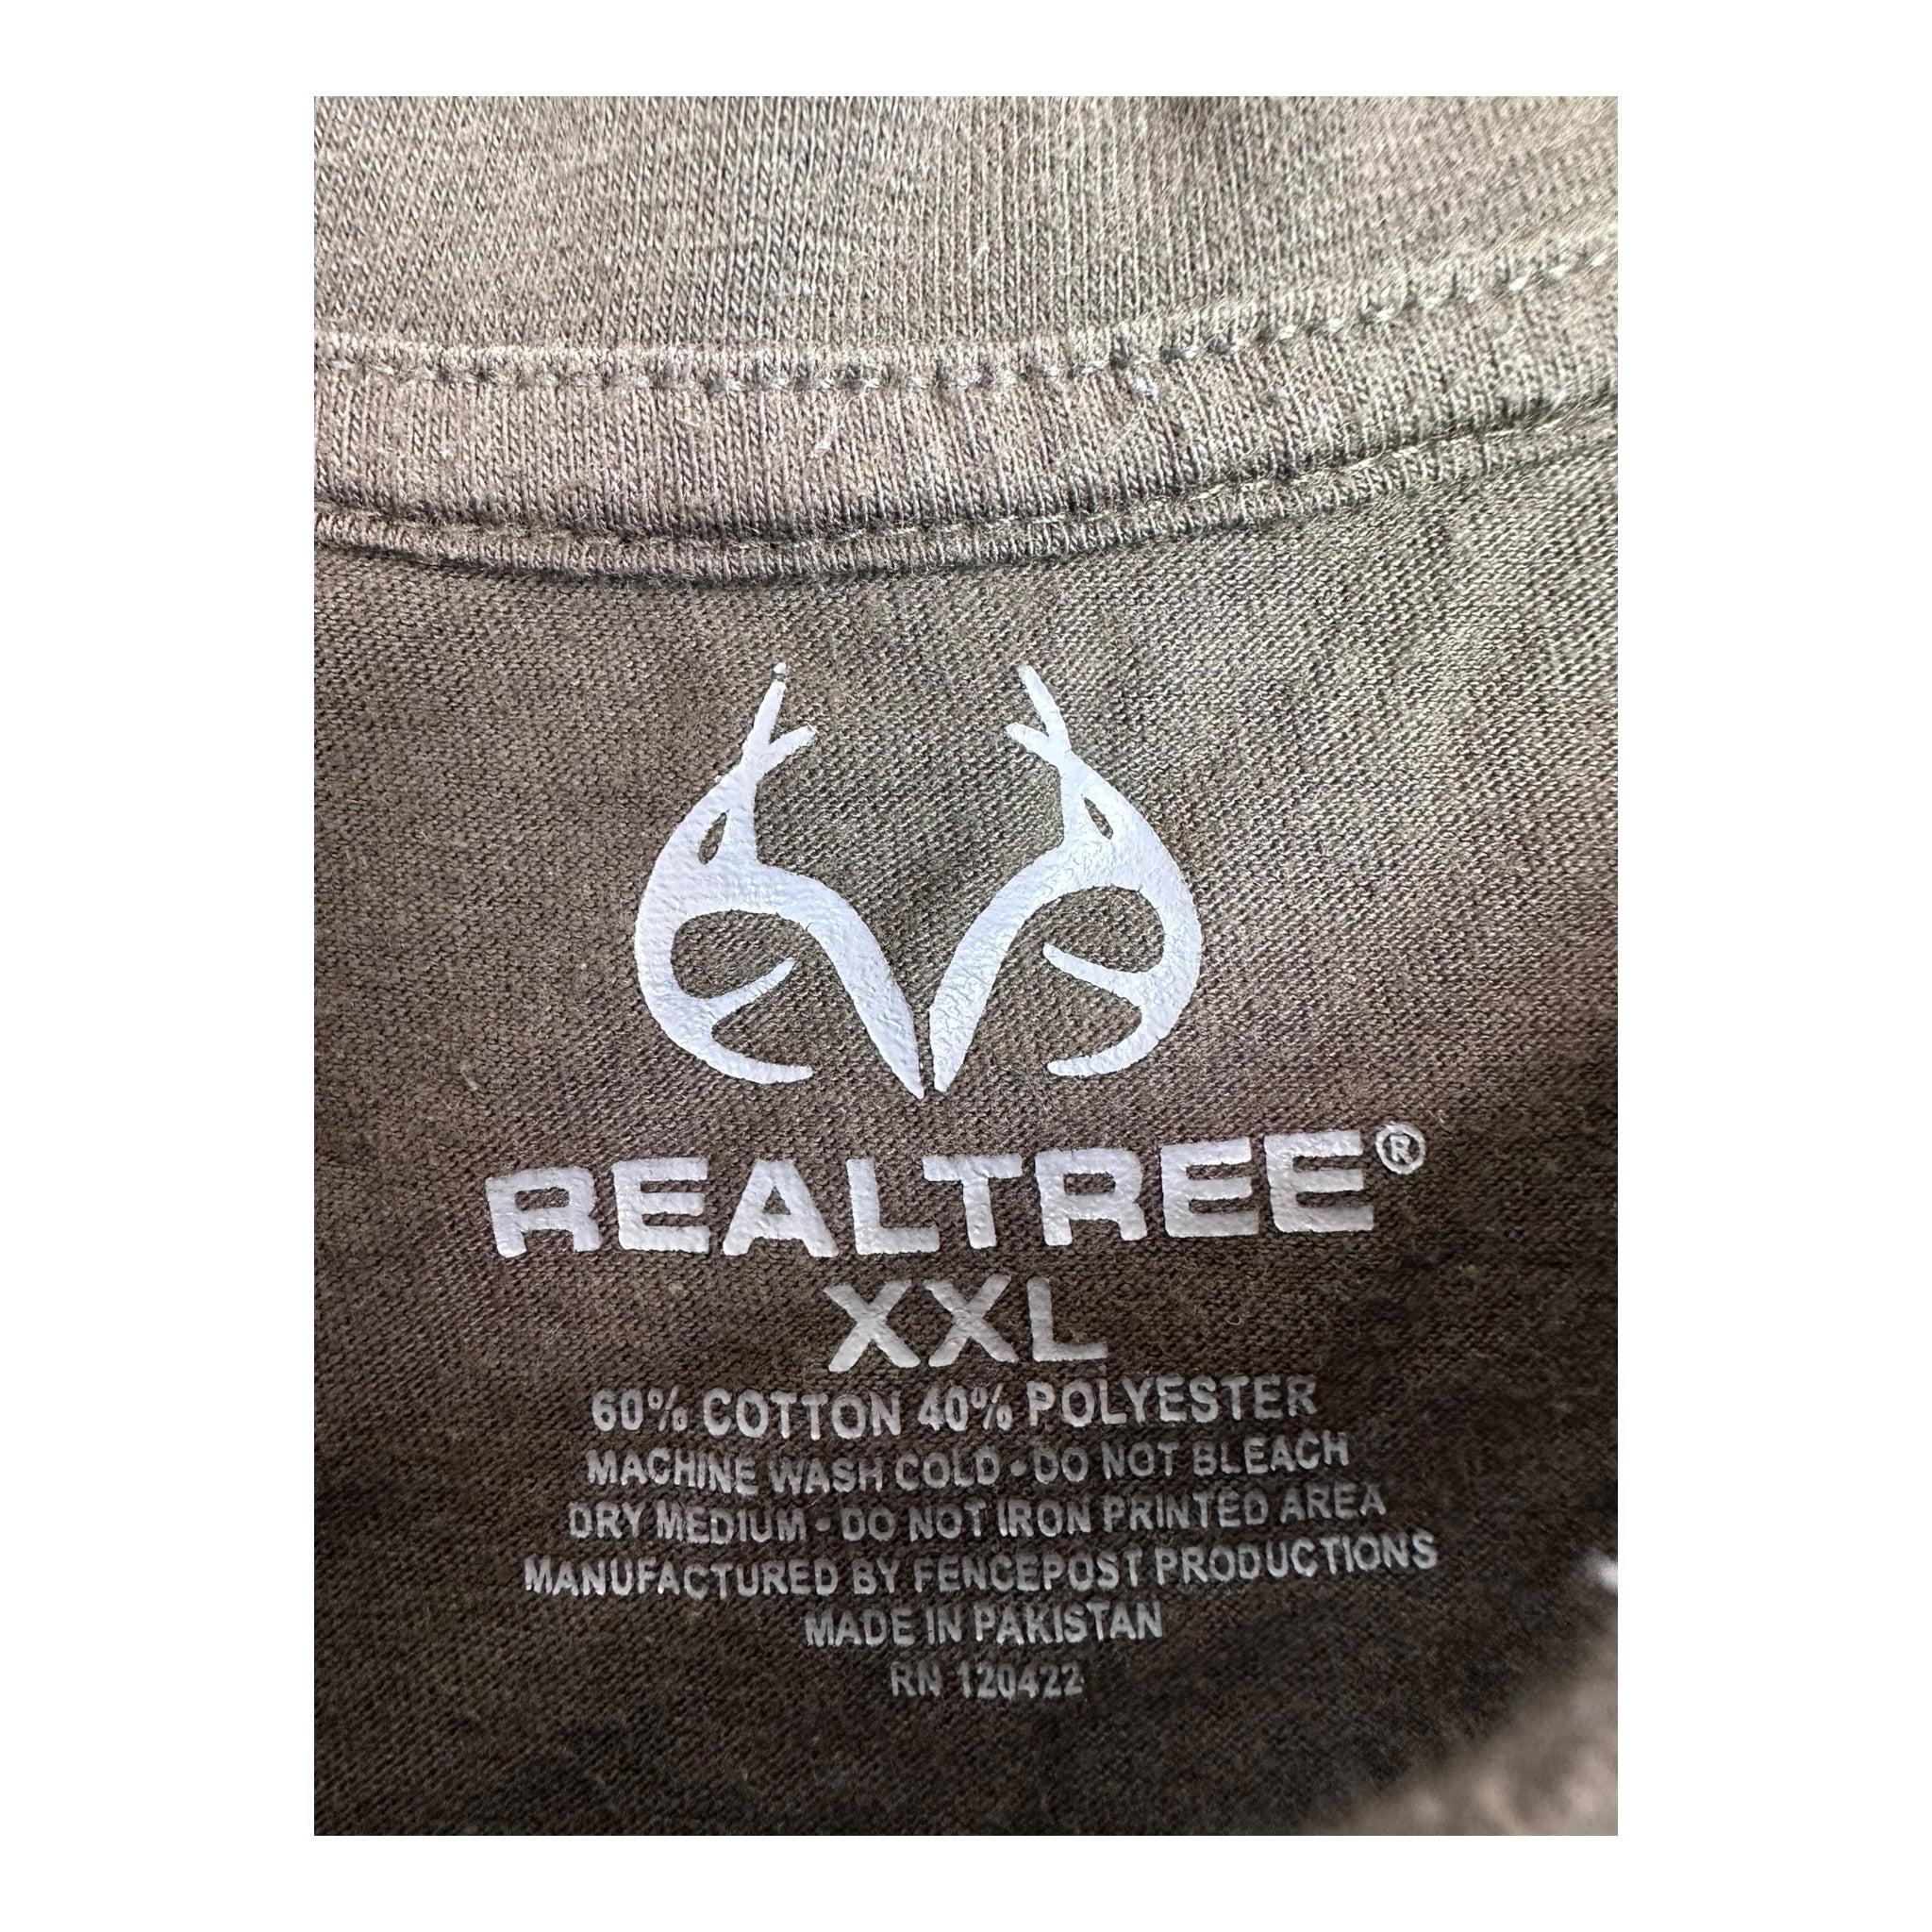 REALTREE®
XXL
60% COTTON 40% POLYESTER
MACHINE WASH COLD • DO NOT BLEACH
DRY MEDIUM • DO NOT IRON PRINTED AREA
MANUFACTURED BY FENCEPOST PRODUCTIONS
MADE IN PAKISTAN
RN 120422